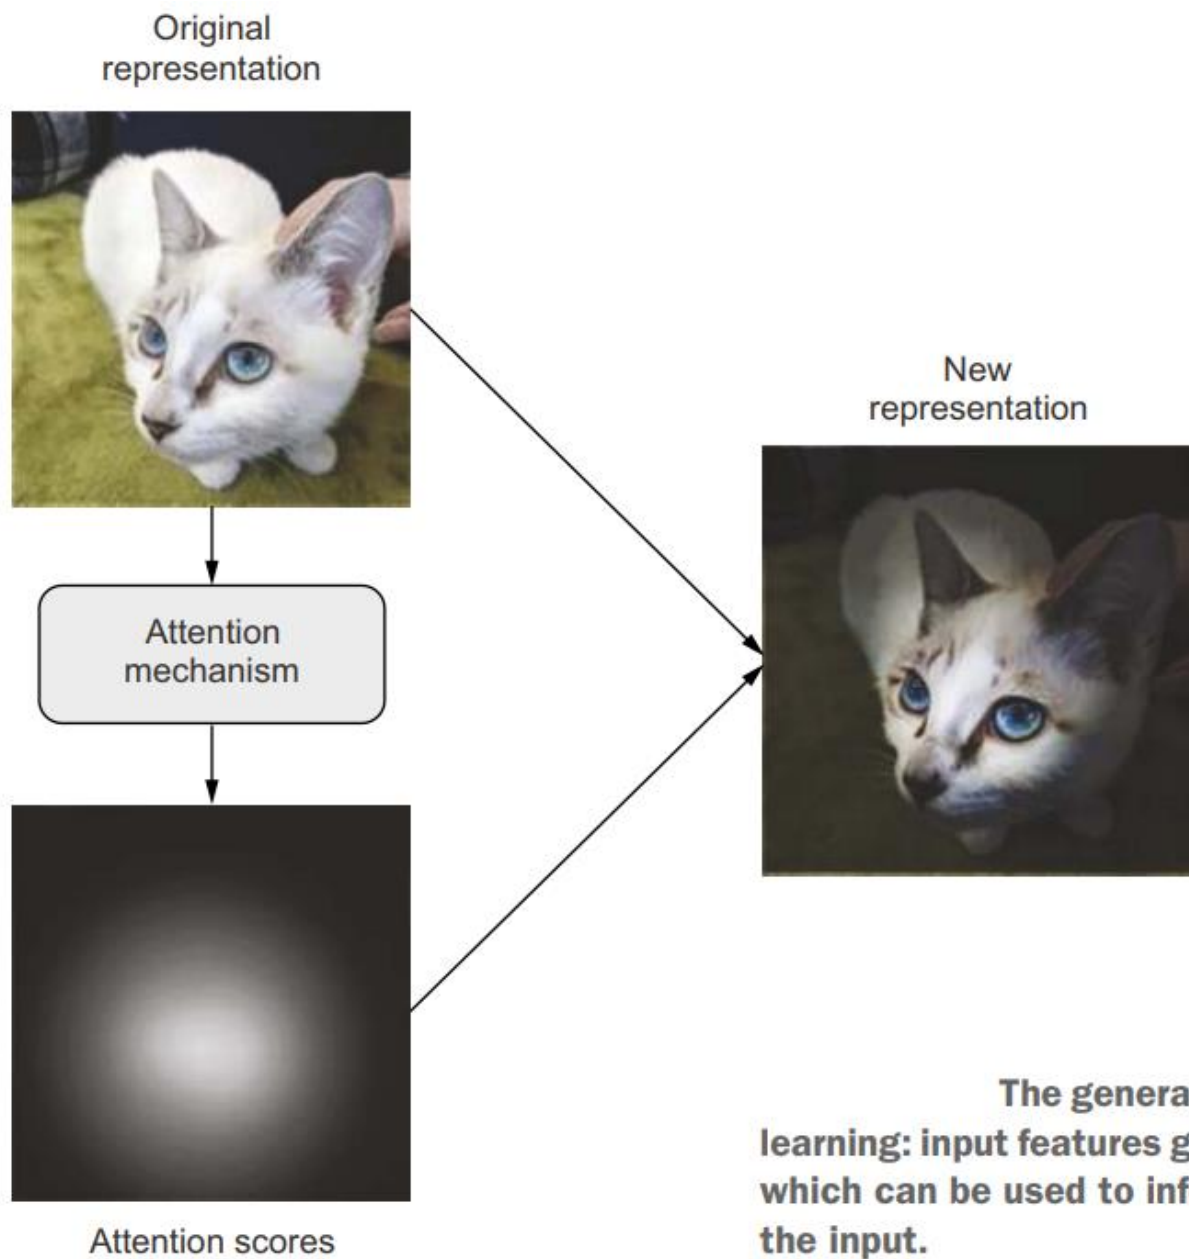 Original
representation
Attention
mechanism
Attention scores
New
representation
The genera
learning: input features g
which can be used to inf
the input.